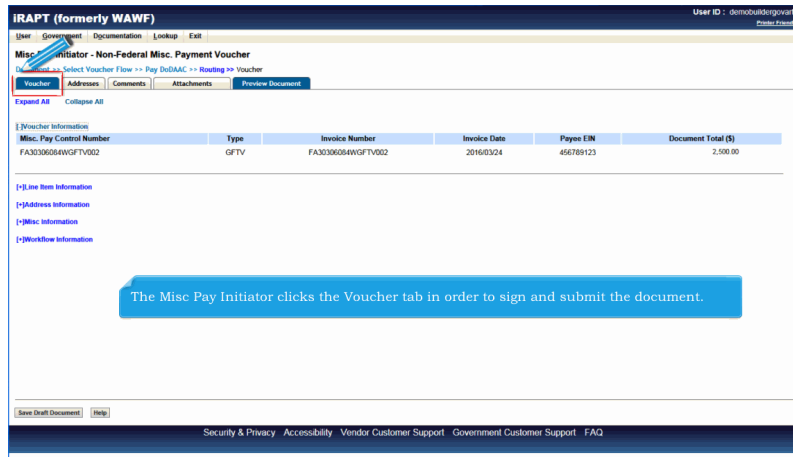 iRAPT (formerly WAWF)
User ID : demobuildergovart
Printer Friend
User Government Documentation Lookup Exit
Misc Initiator - Non-Federal Misc. Payment Voucher
>> Select Voucher Flow >> Pay DoDAAC >> Routing >> Voucher
Voucher Addresses Comments Attachments Preview Document
Expand All Collapse All
[-]Voucher Information
Misc. Pay Control Number Type Invoice Number Invoice Date Payee EIN Document Total ($)
FA30306084WGFTV002 GFTV FA30306084WGFTV002 2016/03/24 456789123 2,500.00
[+]Line Item Information
[+]Address Information
[+]Misc Information
[+]Workflow Information
The Misc Pay Initiator clicks the Voucher tab in order to sign and submit the document.
Save Draft Document Help
Security & Privacy Accessibility Vendor Customer Support Government Customer Support FAQ